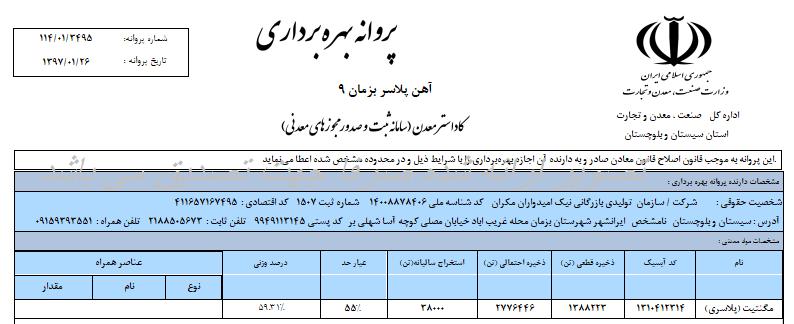 پروانه بهره برداری
شماره پروانه: ۱۱۴/۰۱/۳۴۹۵
تاریخ پروانه : ۱۳۹۷/۰۱/۲۶
جمهوری اسلامی ایران
وزارت صنعت، معدن و تجارت
اداره کل صنعت ، معدن و تجارت
استان سیستان و بلوچستان
آهن پلاسر بزمان ۹
کاداستر معدن (سامانه ثبت و صدور مجوزهای معدنی)
این پروانه به موجب قانون اصلاح قانون معادن صادر و به دارنده آن اجازه بهره‌برداری را با شرایط ذیل و در محدوده مشخص شده اعطا می‌نماید.
مشخصات دارنده پروانه بهره برداری :
شخصیت حقوقی : شرکت / سازمان تولیدی بازرگانی نیک امیدواران مکران کد شناسه ملی ۱۴۰۰۸۸۷۸۴۰۶ شماره ثبت ۱۵۰۷ کد اقتصادی : ۴۱۱۶۵۷۱۶۷۴۹۵
آدرس : سیستان و بلوچستان نامشخص ایرانشهر شهرستان بزمان محله غریب اباد خیابان مصلی کوچه آسا شهلی بر کد پستی ۹۹۴۹۱۱۳۱۴۵ تلفن ثابت : ۲۱۸۸۵۰۵۶۷۳ تلفن همراه : ۰۹۱۵۹۳۹۳۵۵۱
مشخصات مواد معدنی :
نام کد آیسیک ذخیره قطعی (تن) ذخیره احتمالی (تن) استخراج سالیانه(تن) عیار حد درصد وزنی عناصر همراه
نوع نام مقدار
مگنتیت (پلاسری) ۱۳۱۰۴۱۲۳۱۴ ۱۳۸۸۲۲۳ ۲۷۷۶۴۴۶ ۳۸۰۰۰ ۵۵% ۵۹.۳۱%